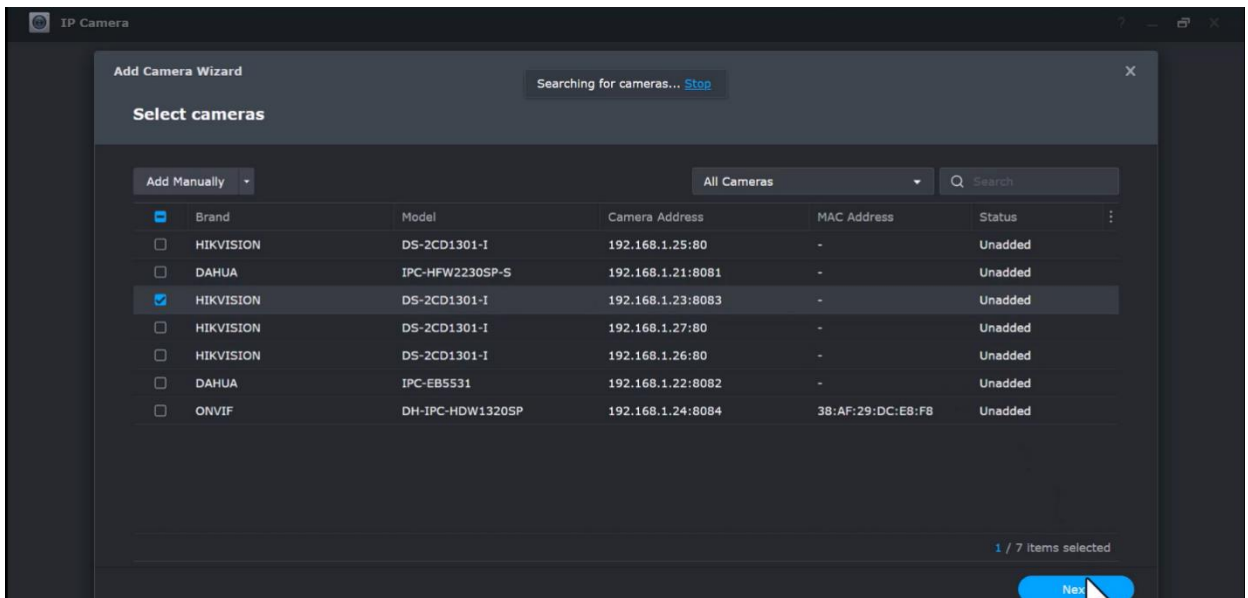 IP Camera
Add Camera Wizard
Searching for cameras... Stop
Select cameras
Add Manually All Cameras Search
Brand Model Camera Address MAC Address Status
HIKVISION DS-2CD1301-I 192.168.1.25:80 - Unadded
DAHUA IPC-HFW2230SP-S 192.168.1.21:8081 - Unadded
HIKVISION DS-2CD1301-I 192.168.1.23:8083 - Unadded
HIKVISION DS-2CD1301-I 192.168.1.27:80 - Unadded
HIKVISION DS-2CD1301-I 192.168.1.26:80 - Unadded
DAHUA IPC-EB5531 192.168.1.22:8082 - Unadded
ONVIF DH-IPC-HDW1320SP 192.168.1.24:8084 38:AF:29:DC:E8:F8 Unadded
1 / 7 items selected
Nex